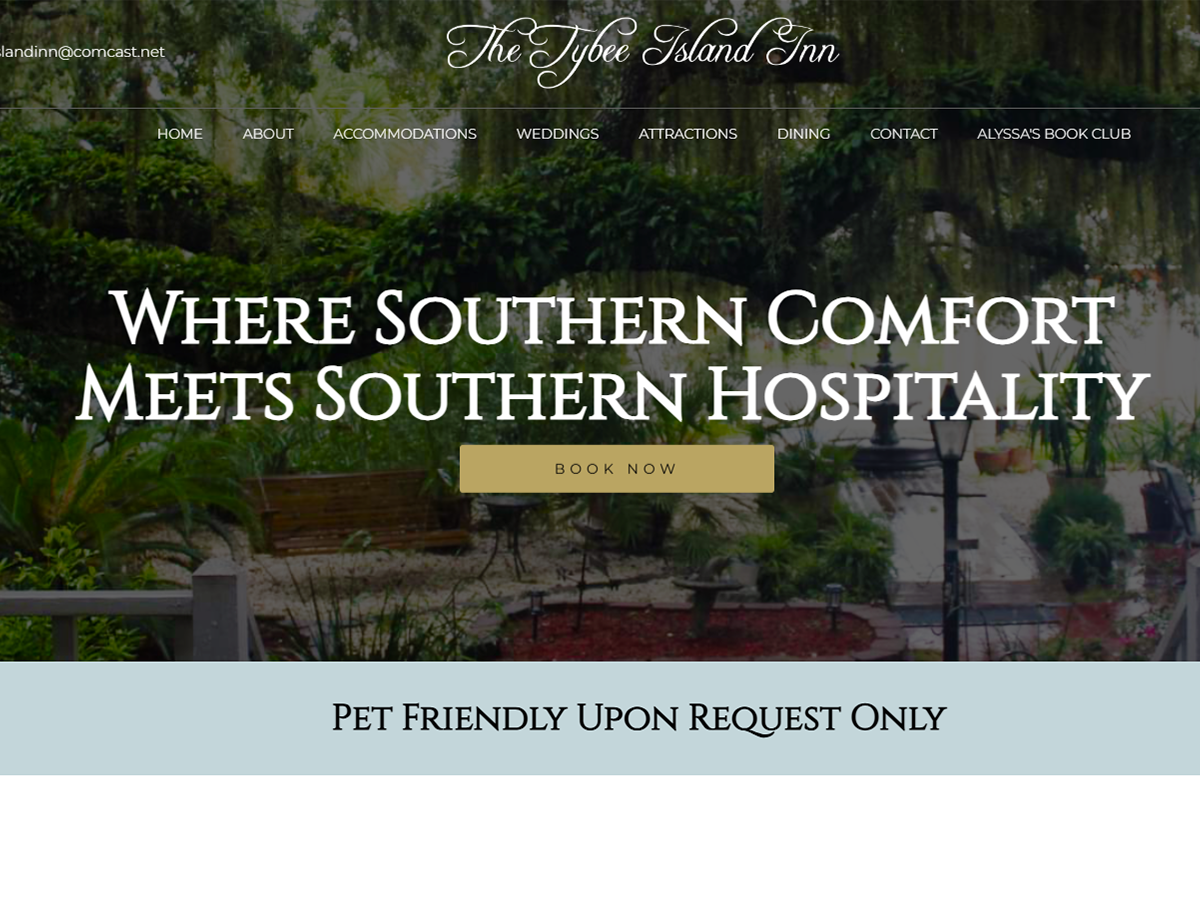 landinn@comcast.net
The Tybee Island Inn
HOME ABOUT ACCOMMODATIONS WEDDINGS ATTRACTIONS DINING CONTACT ALYSSA'S BOOK CLUB
Where Southern Comfort
Meets Southern Hospitality
BOOK NOW
Pet Friendly Upon Request Only